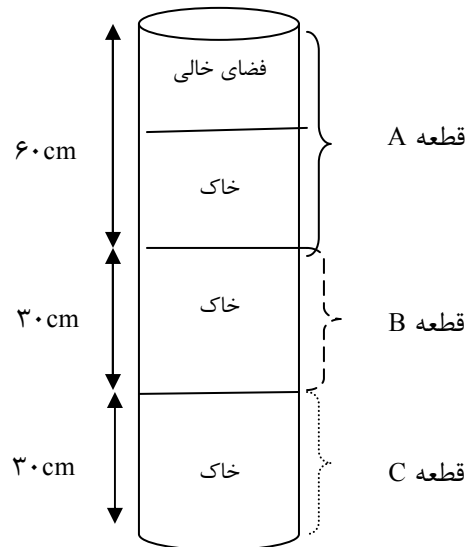 فضای خالی
قطعه A
۶۰cm
خاک
خاک
قطعه B
۳۰cm
خاک
قطعه C
۳۰cm